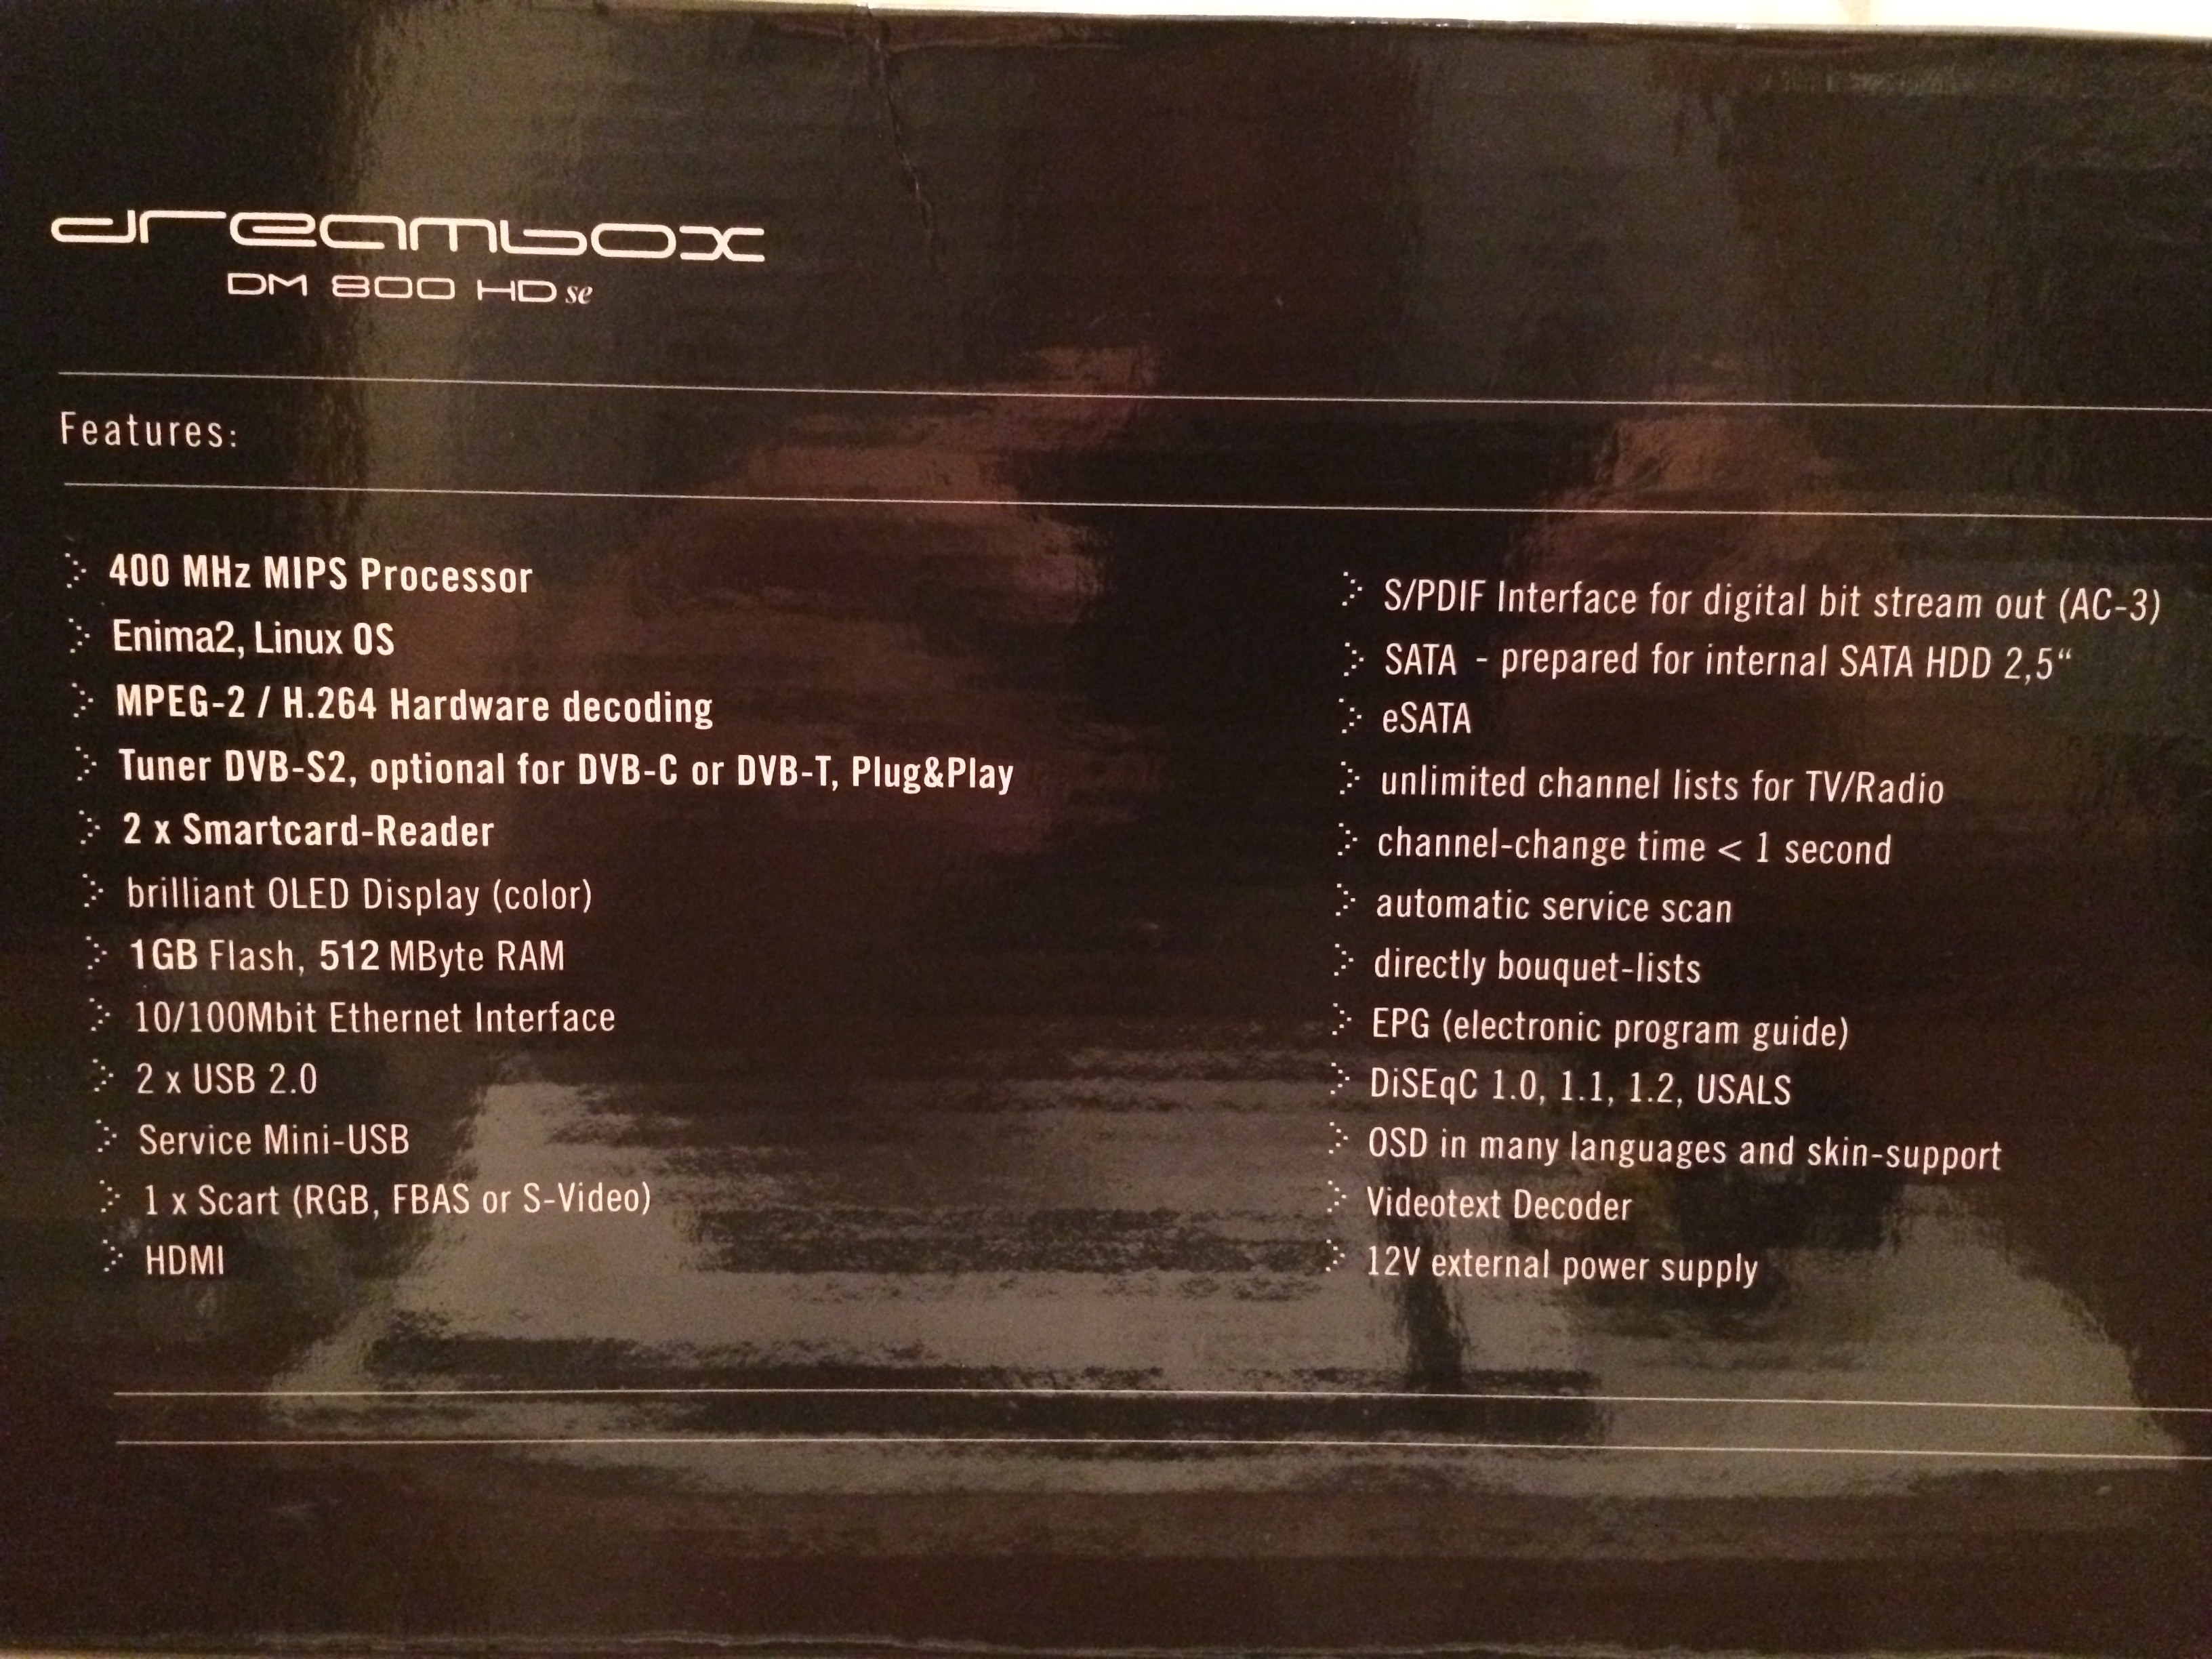 dreambox
DM 800 HD se
Features:
400 MHz MIPS Processor
Enima2, Linux OS
MPEG-2 / H.264 Hardware decoding
Tuner DVB-S2, optional for DVB-C or DVB-T, Plug&Play
2 x Smartcard-Reader
brilliant OLED Display (color)
1GB Flash, 512 MByte RAM
10/100Mbit Ethernet Interface
2 x USB 2.0
Service Mini-USB
1 x Scart (RGB, FBAS or S-Video)
HDMI
S/PDIF Interface for digital bit stream out (AC-3)
SATA - prepared for internal SATA HDD 2,5“
eSATA
unlimited channel lists for TV/Radio
channel-change time < 1 second
automatic service scan
directly bouquet-lists
EPG (electronic program guide)
DiSEqC 1.0, 1.1, 1.2, USALS
OSD in many languages and skin-support
Videotext Decoder
12V external power supply